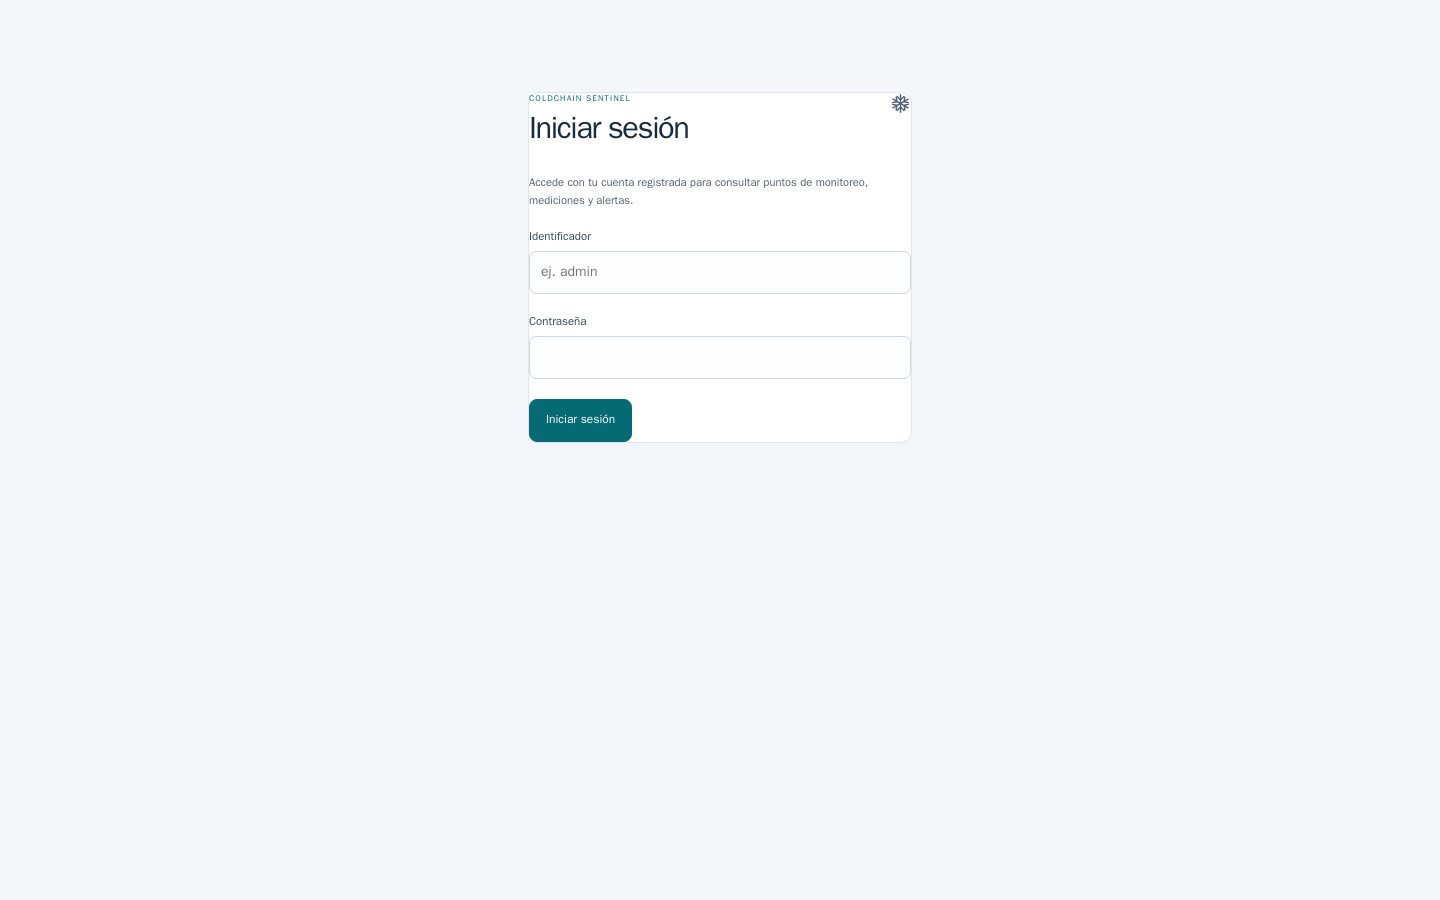 COLDCHAIN SENTINEL
Iniciar sesión
Accede con tu cuenta registrada para consultar puntos de monitoreo,
mediciones y alertas.
Identificador
ej. admin
Contraseña
Iniciar sesión